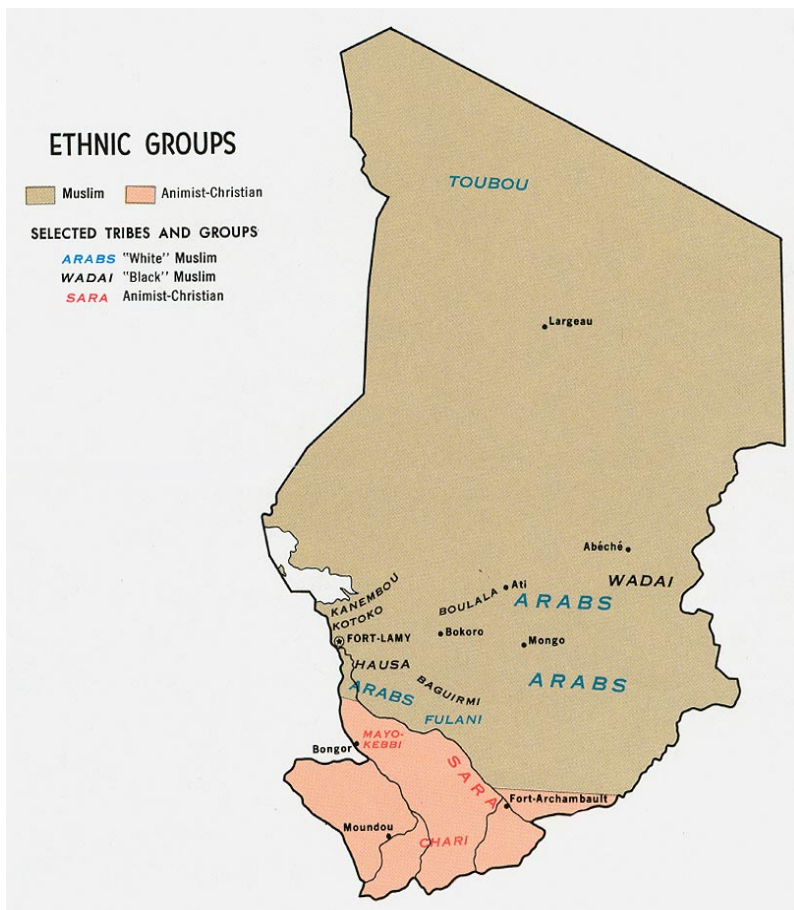 ETHNIC GROUPS
Muslim
Animist-Christian
SELECTED TRIBES AND GROUPS
ARABS "White" Muslim
WADAI "Black" Muslim
SARA Animist-Christian
TOUBOU
Largeau
Abéché
WADAI
Ati
ARABS
KANEMBOU
BOULALA
KOTOKO
FORT-LAMY
Bokoro
Mongo
HAUSA
ARABS
BAGUIRMI
ARABS
FULANI
MAYO-
KEBBI
Bongor
SARA
Fort-Archambault
Moundou
CHARI